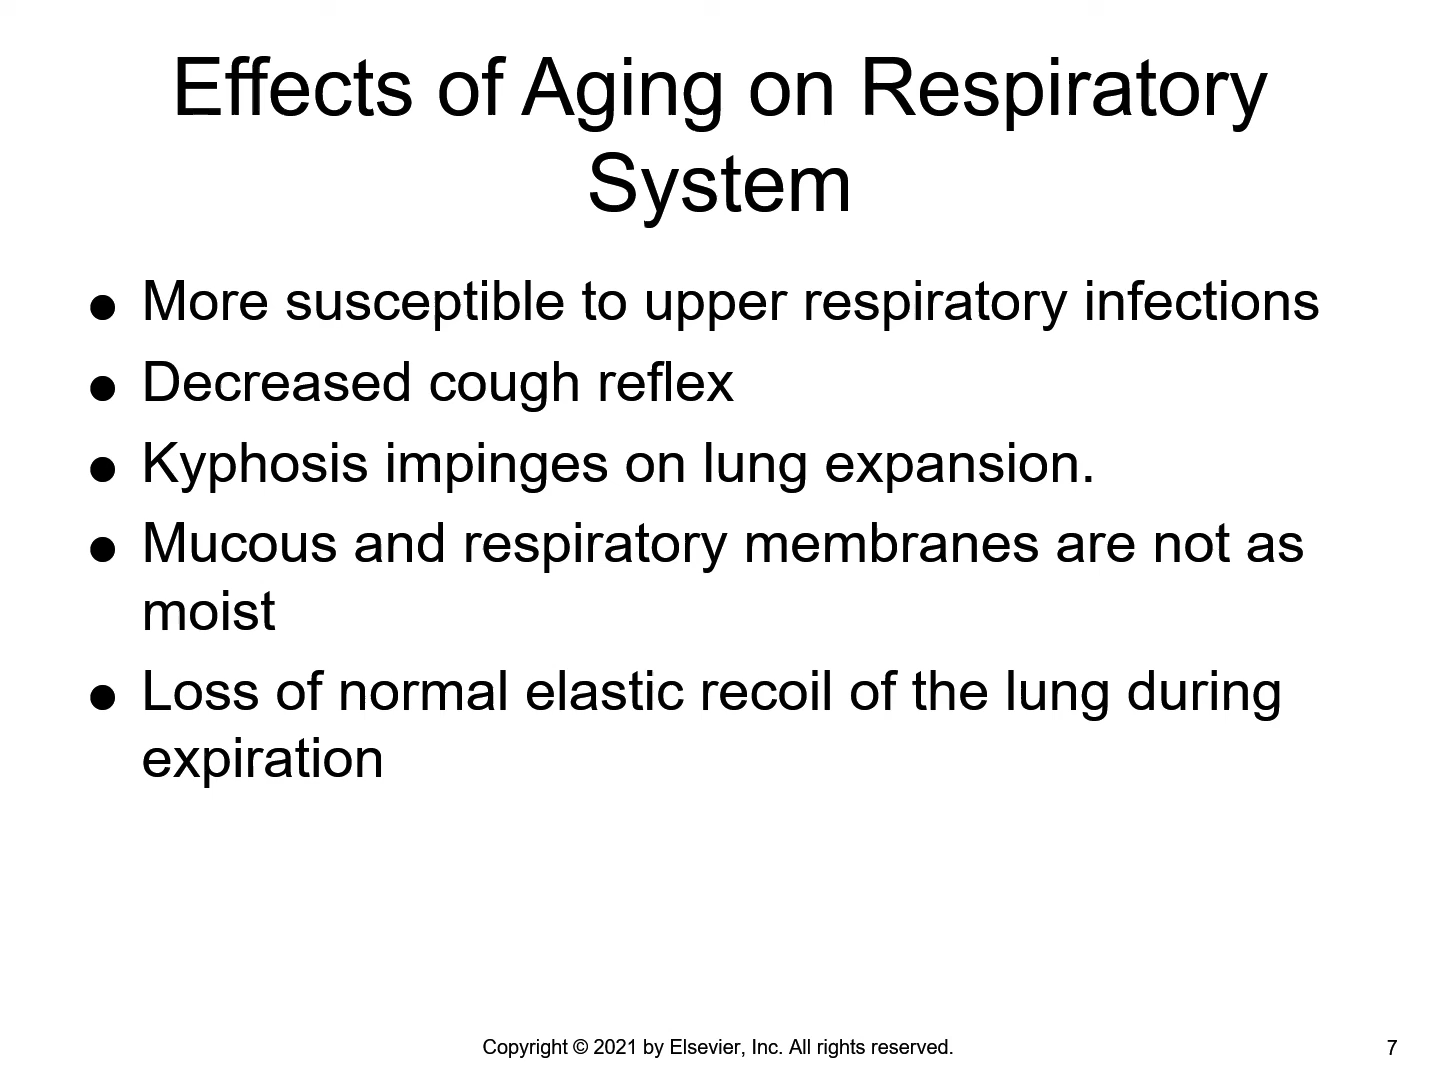 Effects of Aging on Respiratory
System
● More susceptible to upper respiratory infections
● Decreased cough reflex
● Kyphosis impinges on lung expansion.
● Mucous and respiratory membranes are not as
moist
● Loss of normal elastic recoil of the lung during
expiration
Copyright © 2021 by Elsevier, Inc. All rights reserved.
7